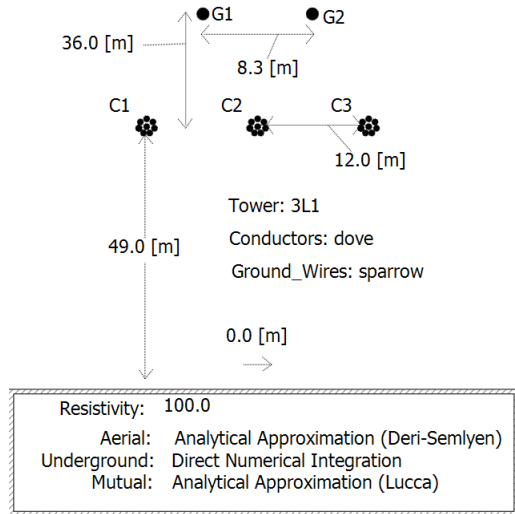 G1
G2
36.0 [m]
8.3 [m]
C1
C2
C3
12.0 [m]
Tower: 3L1
49.0 [m]
Conductors: dove
Ground_Wires: sparrow
0.0 [m]
Resistivity: 100.0
Aerial: Analytical Approximation (Deri-Semlyen)
Underground: Direct Numerical Integration
Mutual: Analytical Approximation (Lucca)